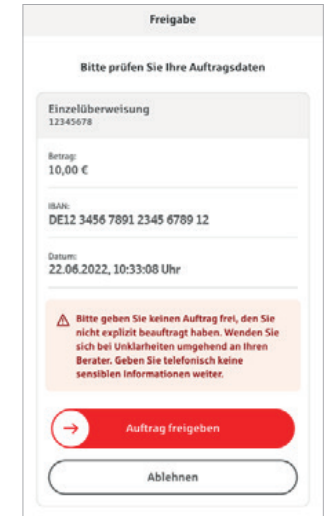 Freigabe
Bitte prüfen Sie Ihre Auftragsdaten
Einzelüberweisung
12345678
Betrag:
10,00 €
IBAN:
DE12 3456 7891 2345 6789 12
Datum:
22.06.2022, 10:33:08 Uhr
Bitte geben Sie keinen Auftrag frei, den Sie
nicht explizit beauftragt haben. Wenden Sie
sich bei Unklarheiten umgehend an Ihren
Berater. Geben Sie telefonisch keine
sensiblen Informationen weiter.
Auftrag freigeben
Ablehnen